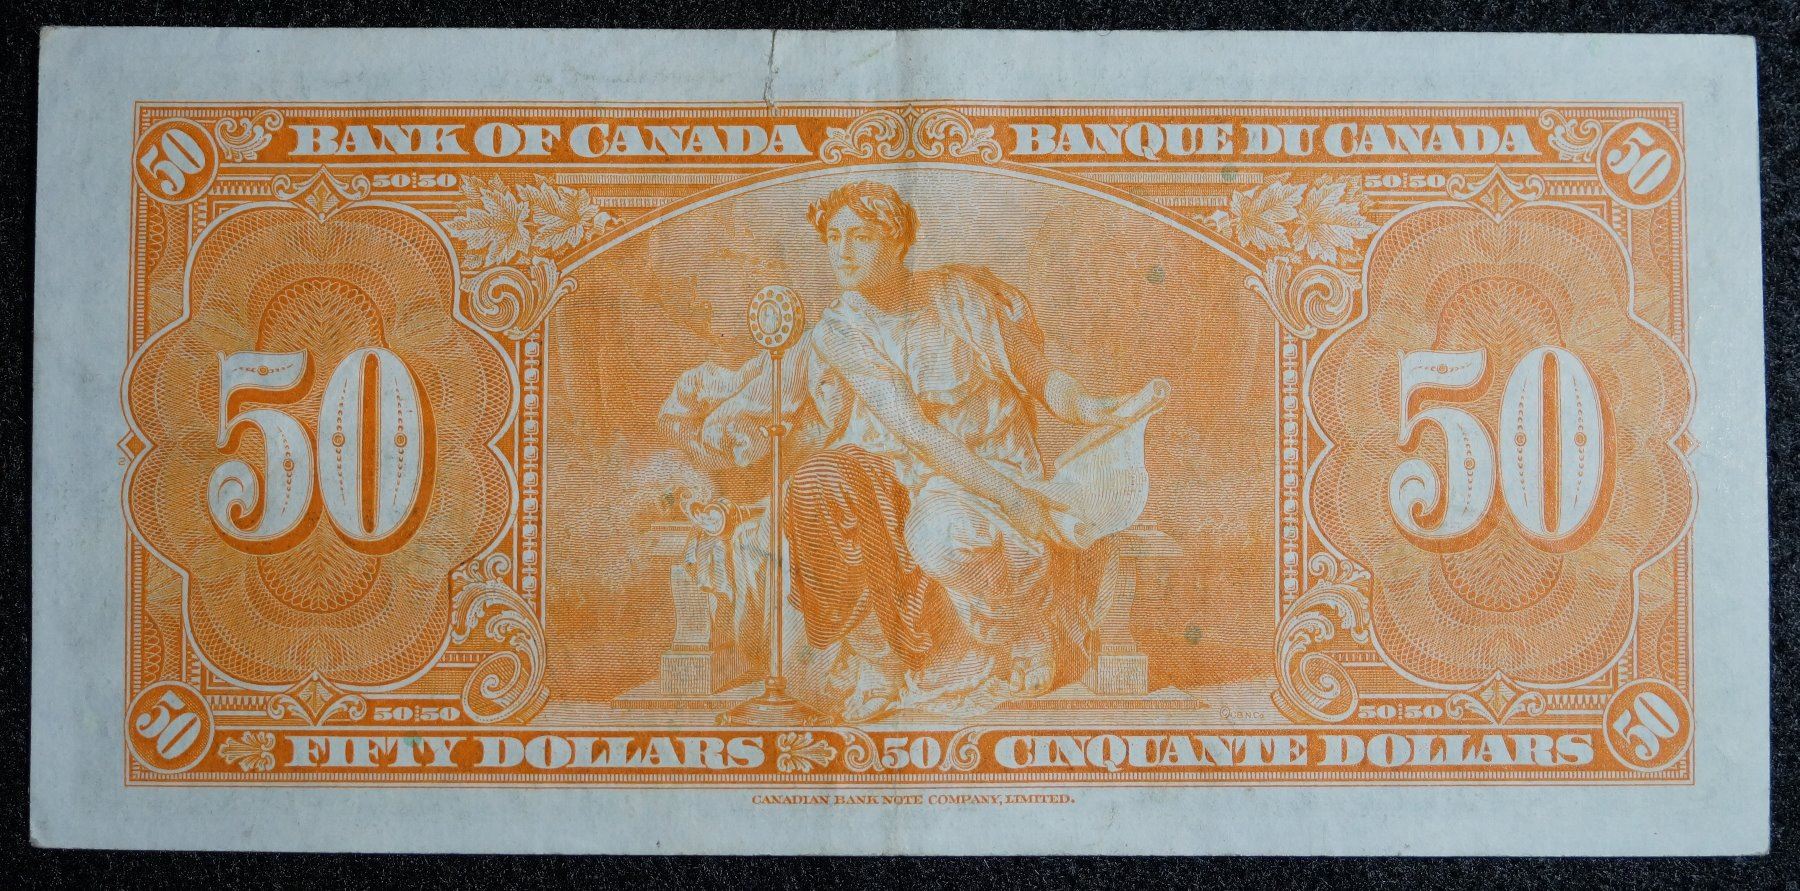 50 BANK OF CANADA BANQUE DU CANADA 50
50:50 50:50
50 50
50:50 50:50
50 FIFTY DOLLARS 50 CINQUANTE DOLLARS 50
CANADIAN BANK NOTE COMPANY, LIMITED.